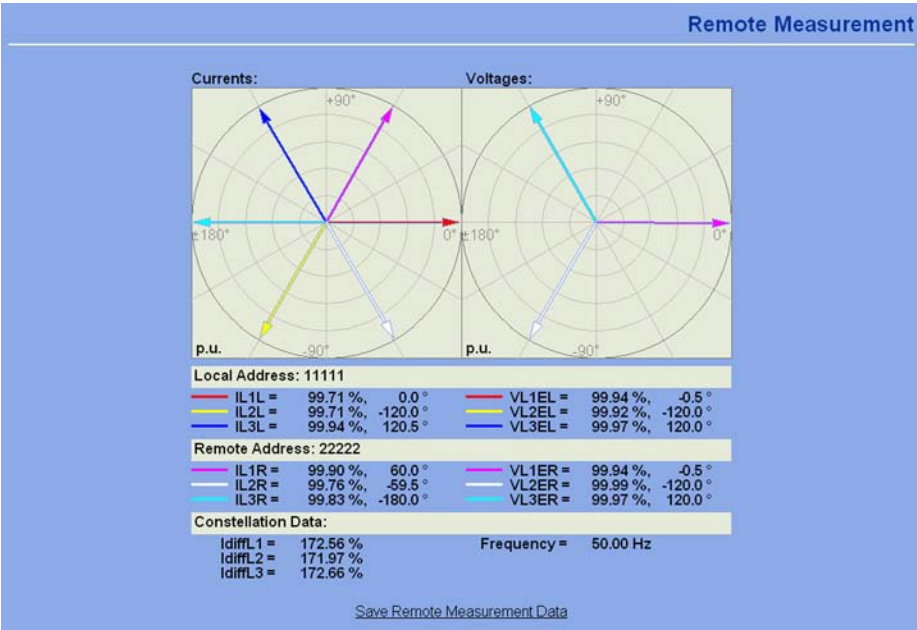 Remote Measurement
Currents: Voltages:
+90° +90°
±180° 0° ±180° 0°
p.u. -90° p.u. -90°
Local Address: 11111
IL1L = 99.71 %, 0.0 ° VL1EL = 99.94 %, -0.5 °
IL2L = 99.71 %, -120.0 ° VL2EL = 99.92 %, -120.0 °
IL3L = 99.94 %, 120.5 ° VL3EL = 99.97 %, 120.0 °
Remote Address: 22222
IL1R = 99.90 %, 60.0 ° VL1ER = 99.94 %, -0.5 °
IL2R = 99.76 %, -59.5 ° VL2ER = 99.99 %, -120.0 °
IL3R = 99.83 %, -180.0 ° VL3ER = 99.97 %, 120.0 °
Constellation Data:
IdiffL1 = 172.56 % Frequency = 50.00 Hz
IdiffL2 = 171.97 %
IdiffL3 = 172.66 %
Save Remote Measurement Data